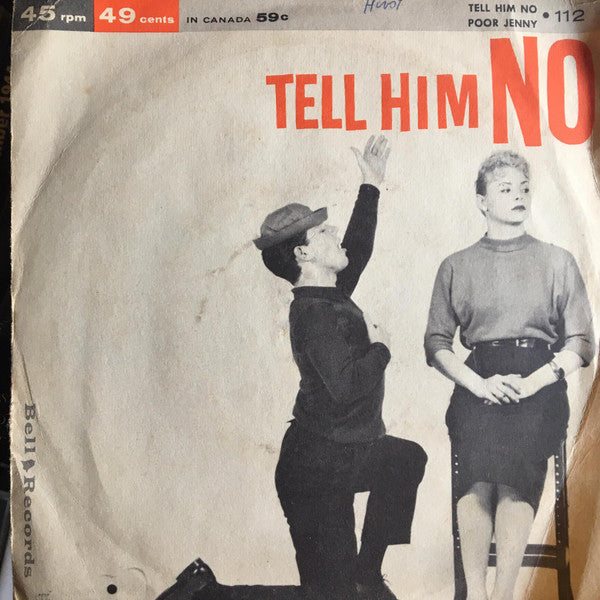 45 rpm 49 cents IN CANADA 59¢
TELL HIM NO
POOR JENNY • 112
TELL HIM NO
Bell Records